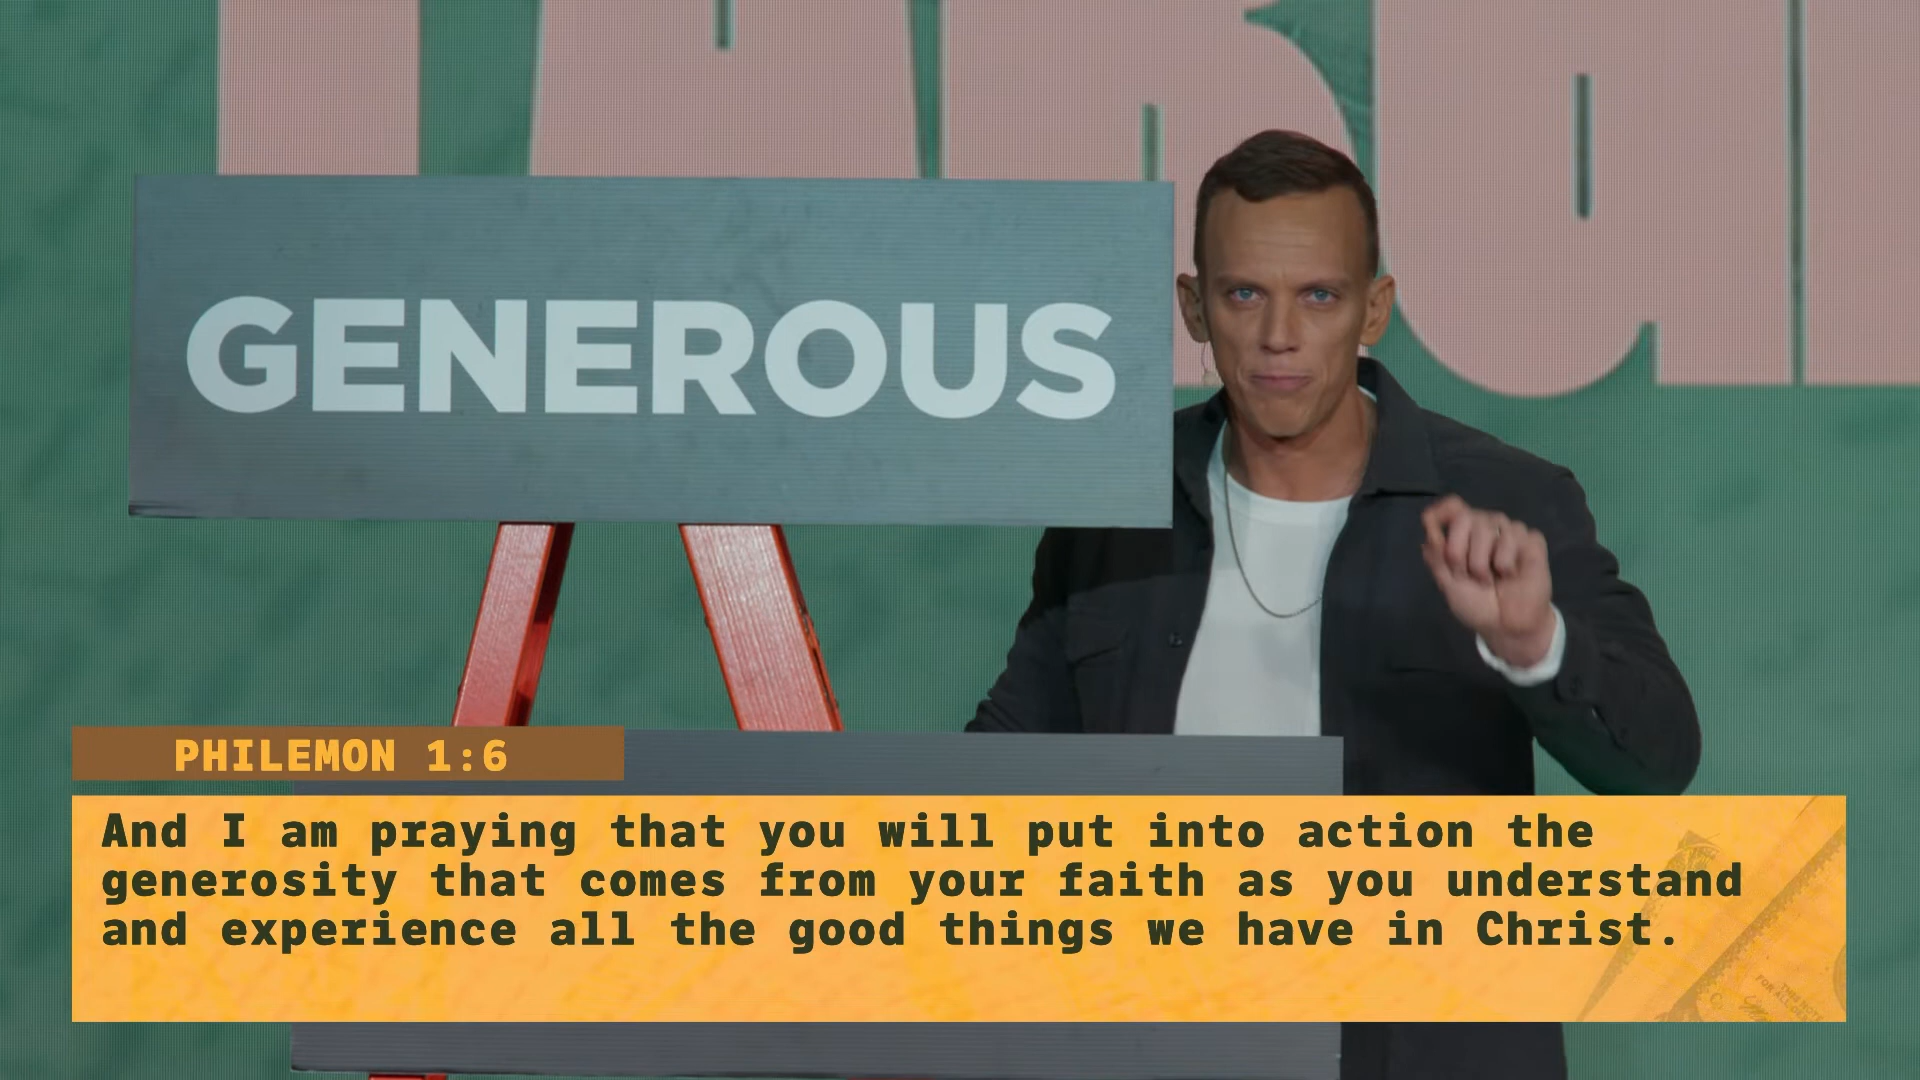 GENEROUS
PHILEMON 1:6
And I am praying that you will put into action the
generosity that comes from your faith as you understand
and experience all the good things we have in Christ.